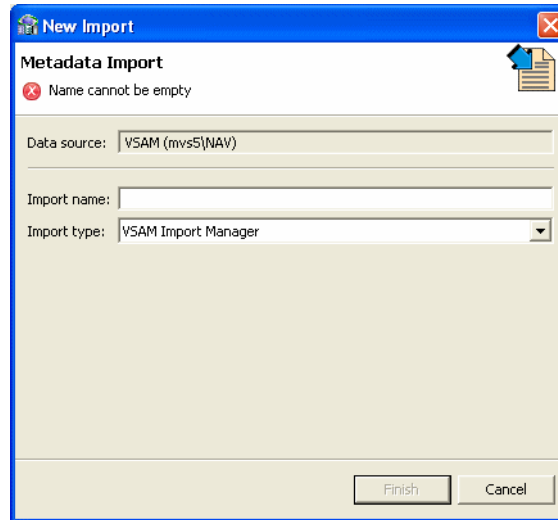 New Import
Metadata Import
Name cannot be empty
Data source: VSAM (mvs5\NAV)
Import name:
Import type: VSAM Import Manager
Finish Cancel